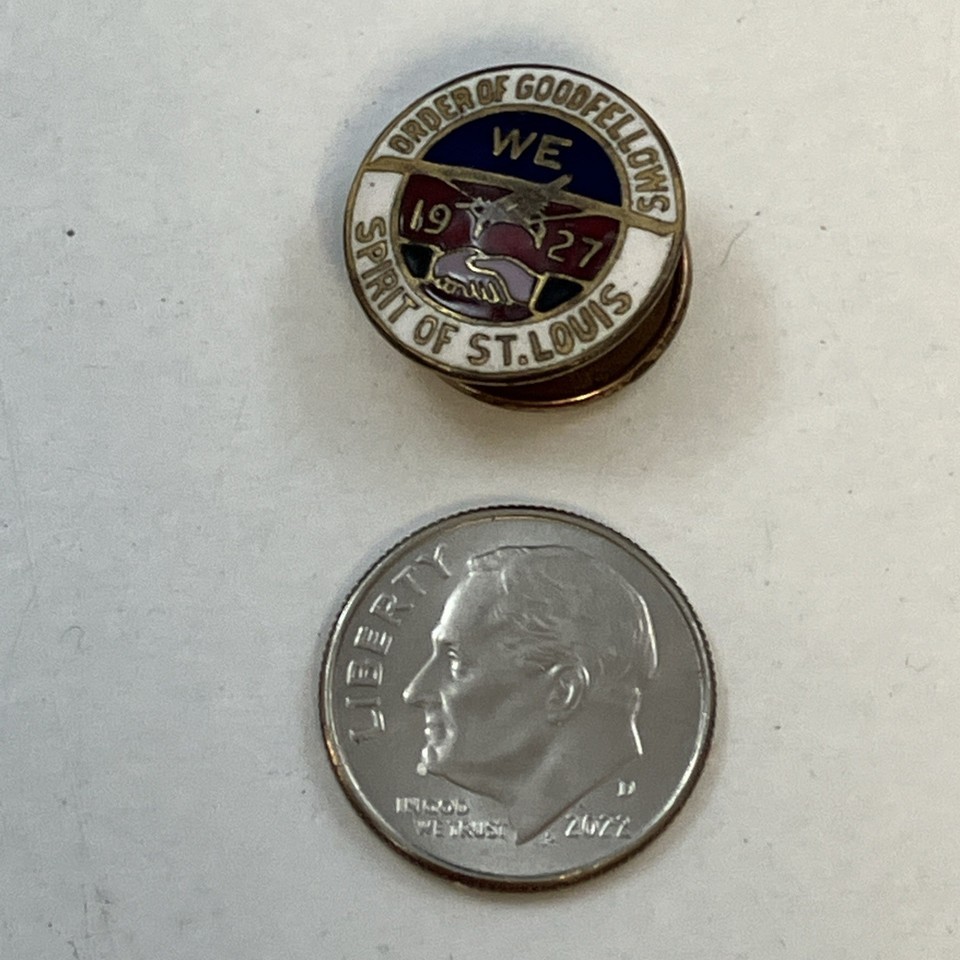 ORDER OF GOODFELLOWS
WE
19 27
SPIRIT OF ST. LOUIS
LIBERTY
IN GOD
WE TRUST
D
2022